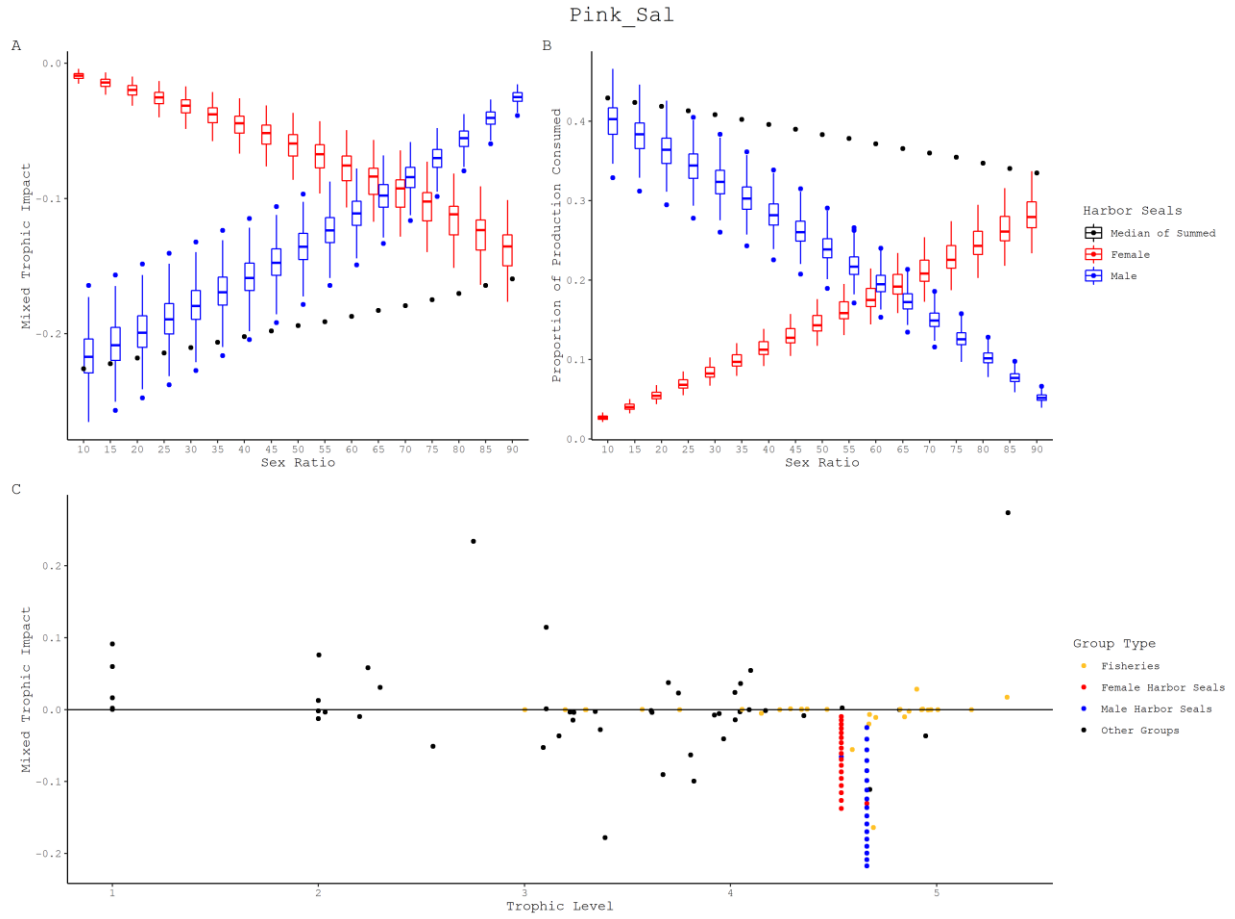 Pink_Sal
A
B
0.0
-0.1
-0.2
Mixed Trophic Impact
10 15 20 25 30 35 40 45 50 55 60 65 70 75 80 85 90
Sex Ratio
0.4
0.3
0.2
0.1
0.0
Proportion of Production Consumed
10 15 20 25 30 35 40 45 50 55 60 65 70 75 80 85 90
Sex Ratio
Harbor Seals
Median of Summed
Female
Male
C
0.2
0.1
0.0
-0.1
-0.2
Mixed Trophic Impact
1 2 3 4 5
Trophic Level
Group Type
Fisheries
Female Harbor Seals
Male Harbor Seals
Other Groups